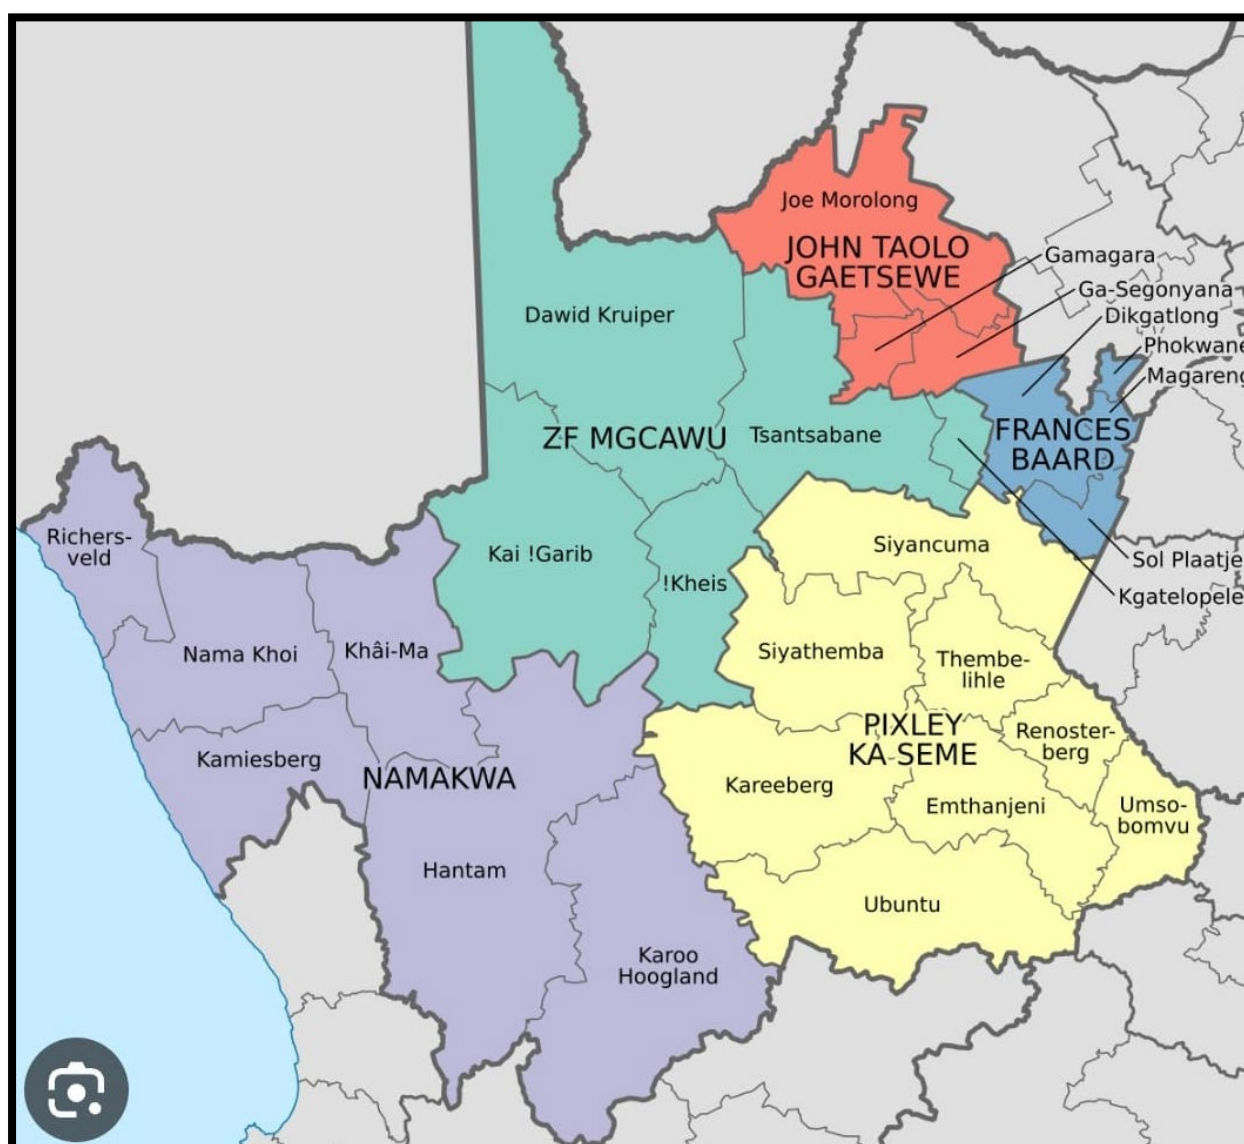 Joe Morolong
JOHN TAOLO
GAETSEWE
Gamagara
Ga-Segonyana
Dikgatlong
Phokwane
Magareng
Dawid Kruiper
ZF MGCAWU
Tsantsabane
FRANCES
BAARD
Richers-
veld
Kai !Garib
!Kheis
Siyancuma
Sol Plaatje
Kgatelopele
Nama Khoi
Khâi-Ma
Siyathemba
Thembe-
lihle
PIXLEY
KA SEME
Renoster-
berg
Kamiesberg
NAMAKWA
Kareeberg
Emthanjeni
Umso-
bomvu
Hantam
Ubuntu
Karoo
Hoogland